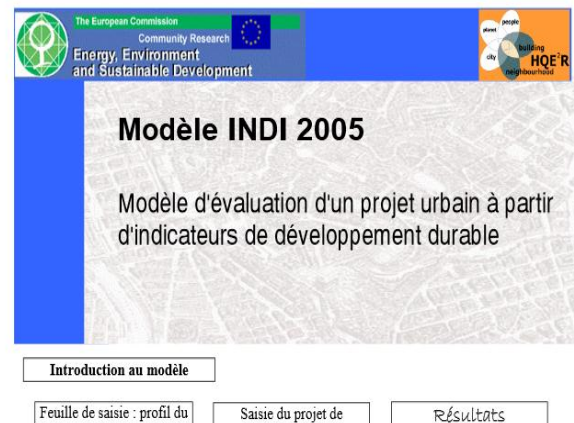 The European Commission
Community Research
Energy, Environment
and Sustainable Development
people
planet
building
city
HQE²R
neighbourhood
Modèle INDI 2005
Modèle d'évaluation d'un projet urbain à partir
d'indicateurs de développement durable
Introduction au modèle
Feuille de saisie : profil du
Saisie du projet de
Résultats